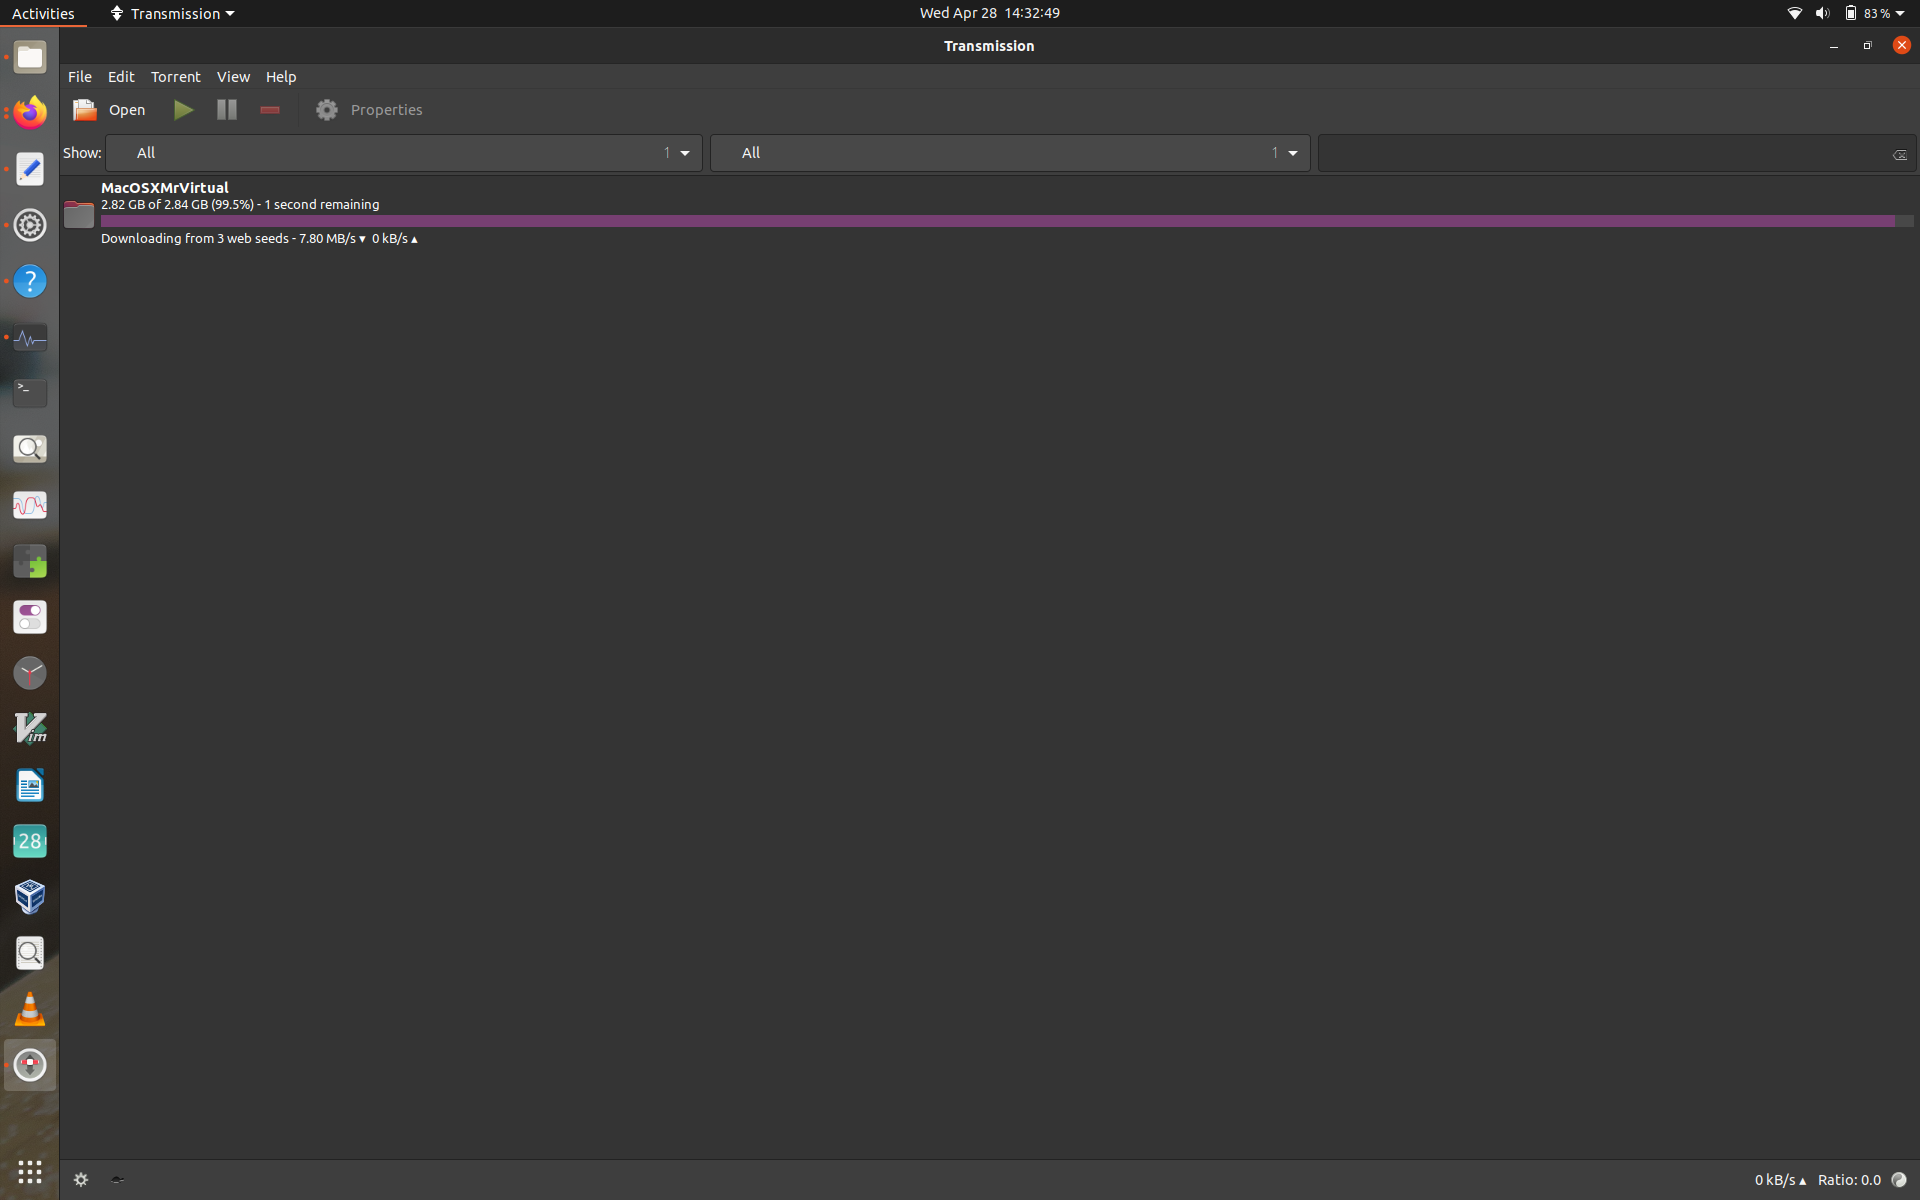 Activities Transmission Wed Apr 28 14:32:49 83 %
Transmission
File Edit Torrent View Help
Open Properties
Show: All 1 All 1
MacOSXMrVirtual
2.82 GB of 2.84 GB (99.5%) - 1 second remaining
Downloading from 3 web seeds - 7.80 MB/s ▾ 0 kB/s ▴
?
>_
Vim
28
0 kB/s ▴ Ratio: 0.0